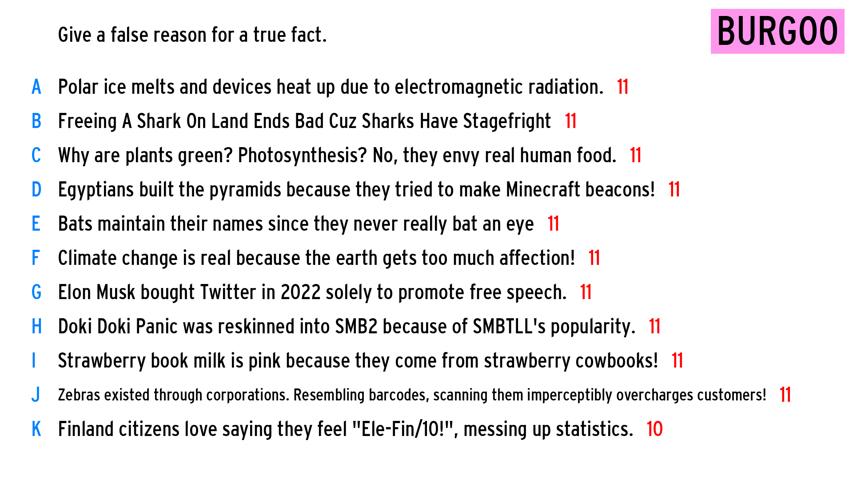 Give a false reason for a true fact.
BURGOO
A Polar ice melts and devices heat up due to electromagnetic radiation. 11
B Freeing A Shark On Land Ends Bad Cuz Sharks Have Stagefright 11
C Why are plants green? Photosynthesis? No, they envy real human food. 11
D Egyptians built the pyramids because they tried to make Minecraft beacons! 11
E Bats maintain their names since they never really bat an eye 11
F Climate change is real because the earth gets too much affection! 11
G Elon Musk bought Twitter in 2022 solely to promote free speech. 11
H Doki Doki Panic was reskinned into SMB2 because of SMBTLL's popularity. 11
I Strawberry book milk is pink because they come from strawberry cowbooks! 11
J Zebras existed through corporations. Resembling barcodes, scanning them imperceptibly overcharges customers! 11
K Finland citizens love saying they feel "Ele-Fin/10!", messing up statistics. 10